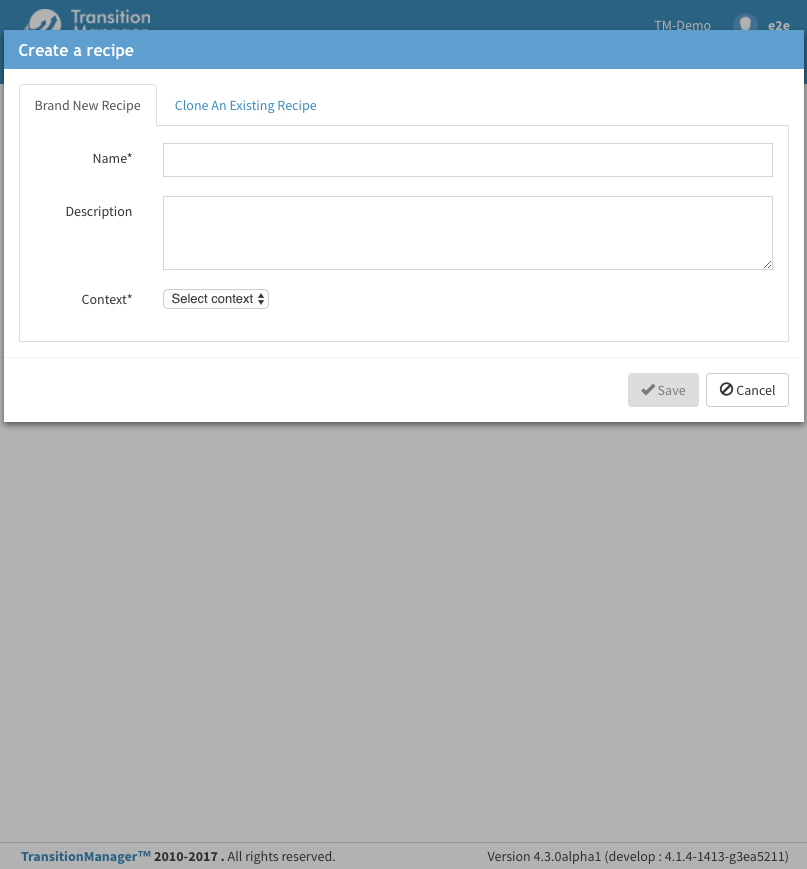 Transition
Manager
TM-Demo
e2e
Create a recipe
Brand New Recipe
Clone An Existing Recipe
Name*
Description
Context*
Select context
Save
Cancel
TransitionManager™ 2010-2017 . All rights reserved.
Version 4.3.0alpha1 (develop : 4.1.4-1413-g3ea5211)